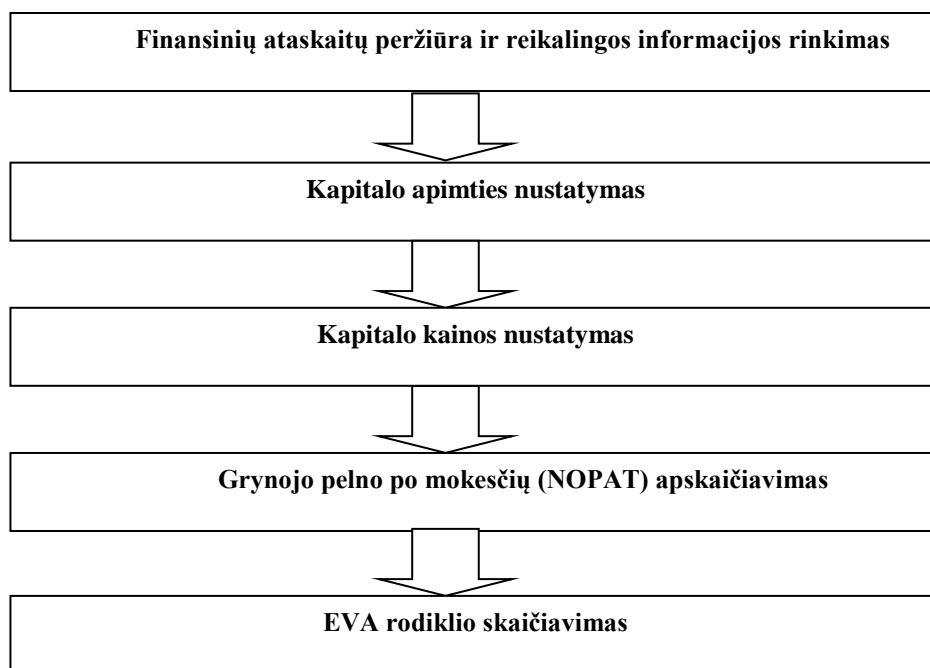 Finansinių ataskaitų peržiūra ir reikalingos informacijos rinkimas
Kapitalo apimties nustatymas
Kapitalo kainos nustatymas
Grynojo pelno po mokesčių (NOPAT) apskaičiavimas
EVA rodiklio skaičiavimas